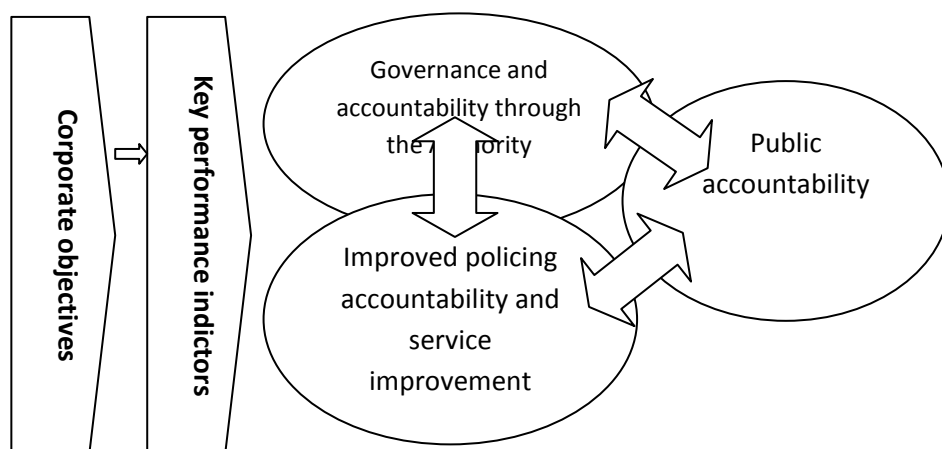 Corporate objectives
Key performance indictors
Governance and
accountability through
the
Public
accountability
Improved policing
accountability and
service
improvement